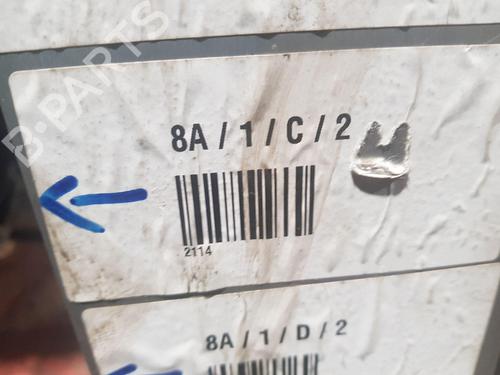 B-PARTS
8A / 1 / C / 2
2114
8A / 1 / D / 2